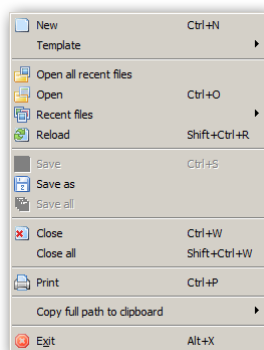 New Ctrl+N
Template
Open all recent files
Open Ctrl+O
Recent files
Reload Shift+Ctrl+R
Save Ctrl+S
Save as
Save all
Close Ctrl+W
Close all Shift+Ctrl+W
Print Ctrl+P
Copy full path to clipboard
Exit Alt+X